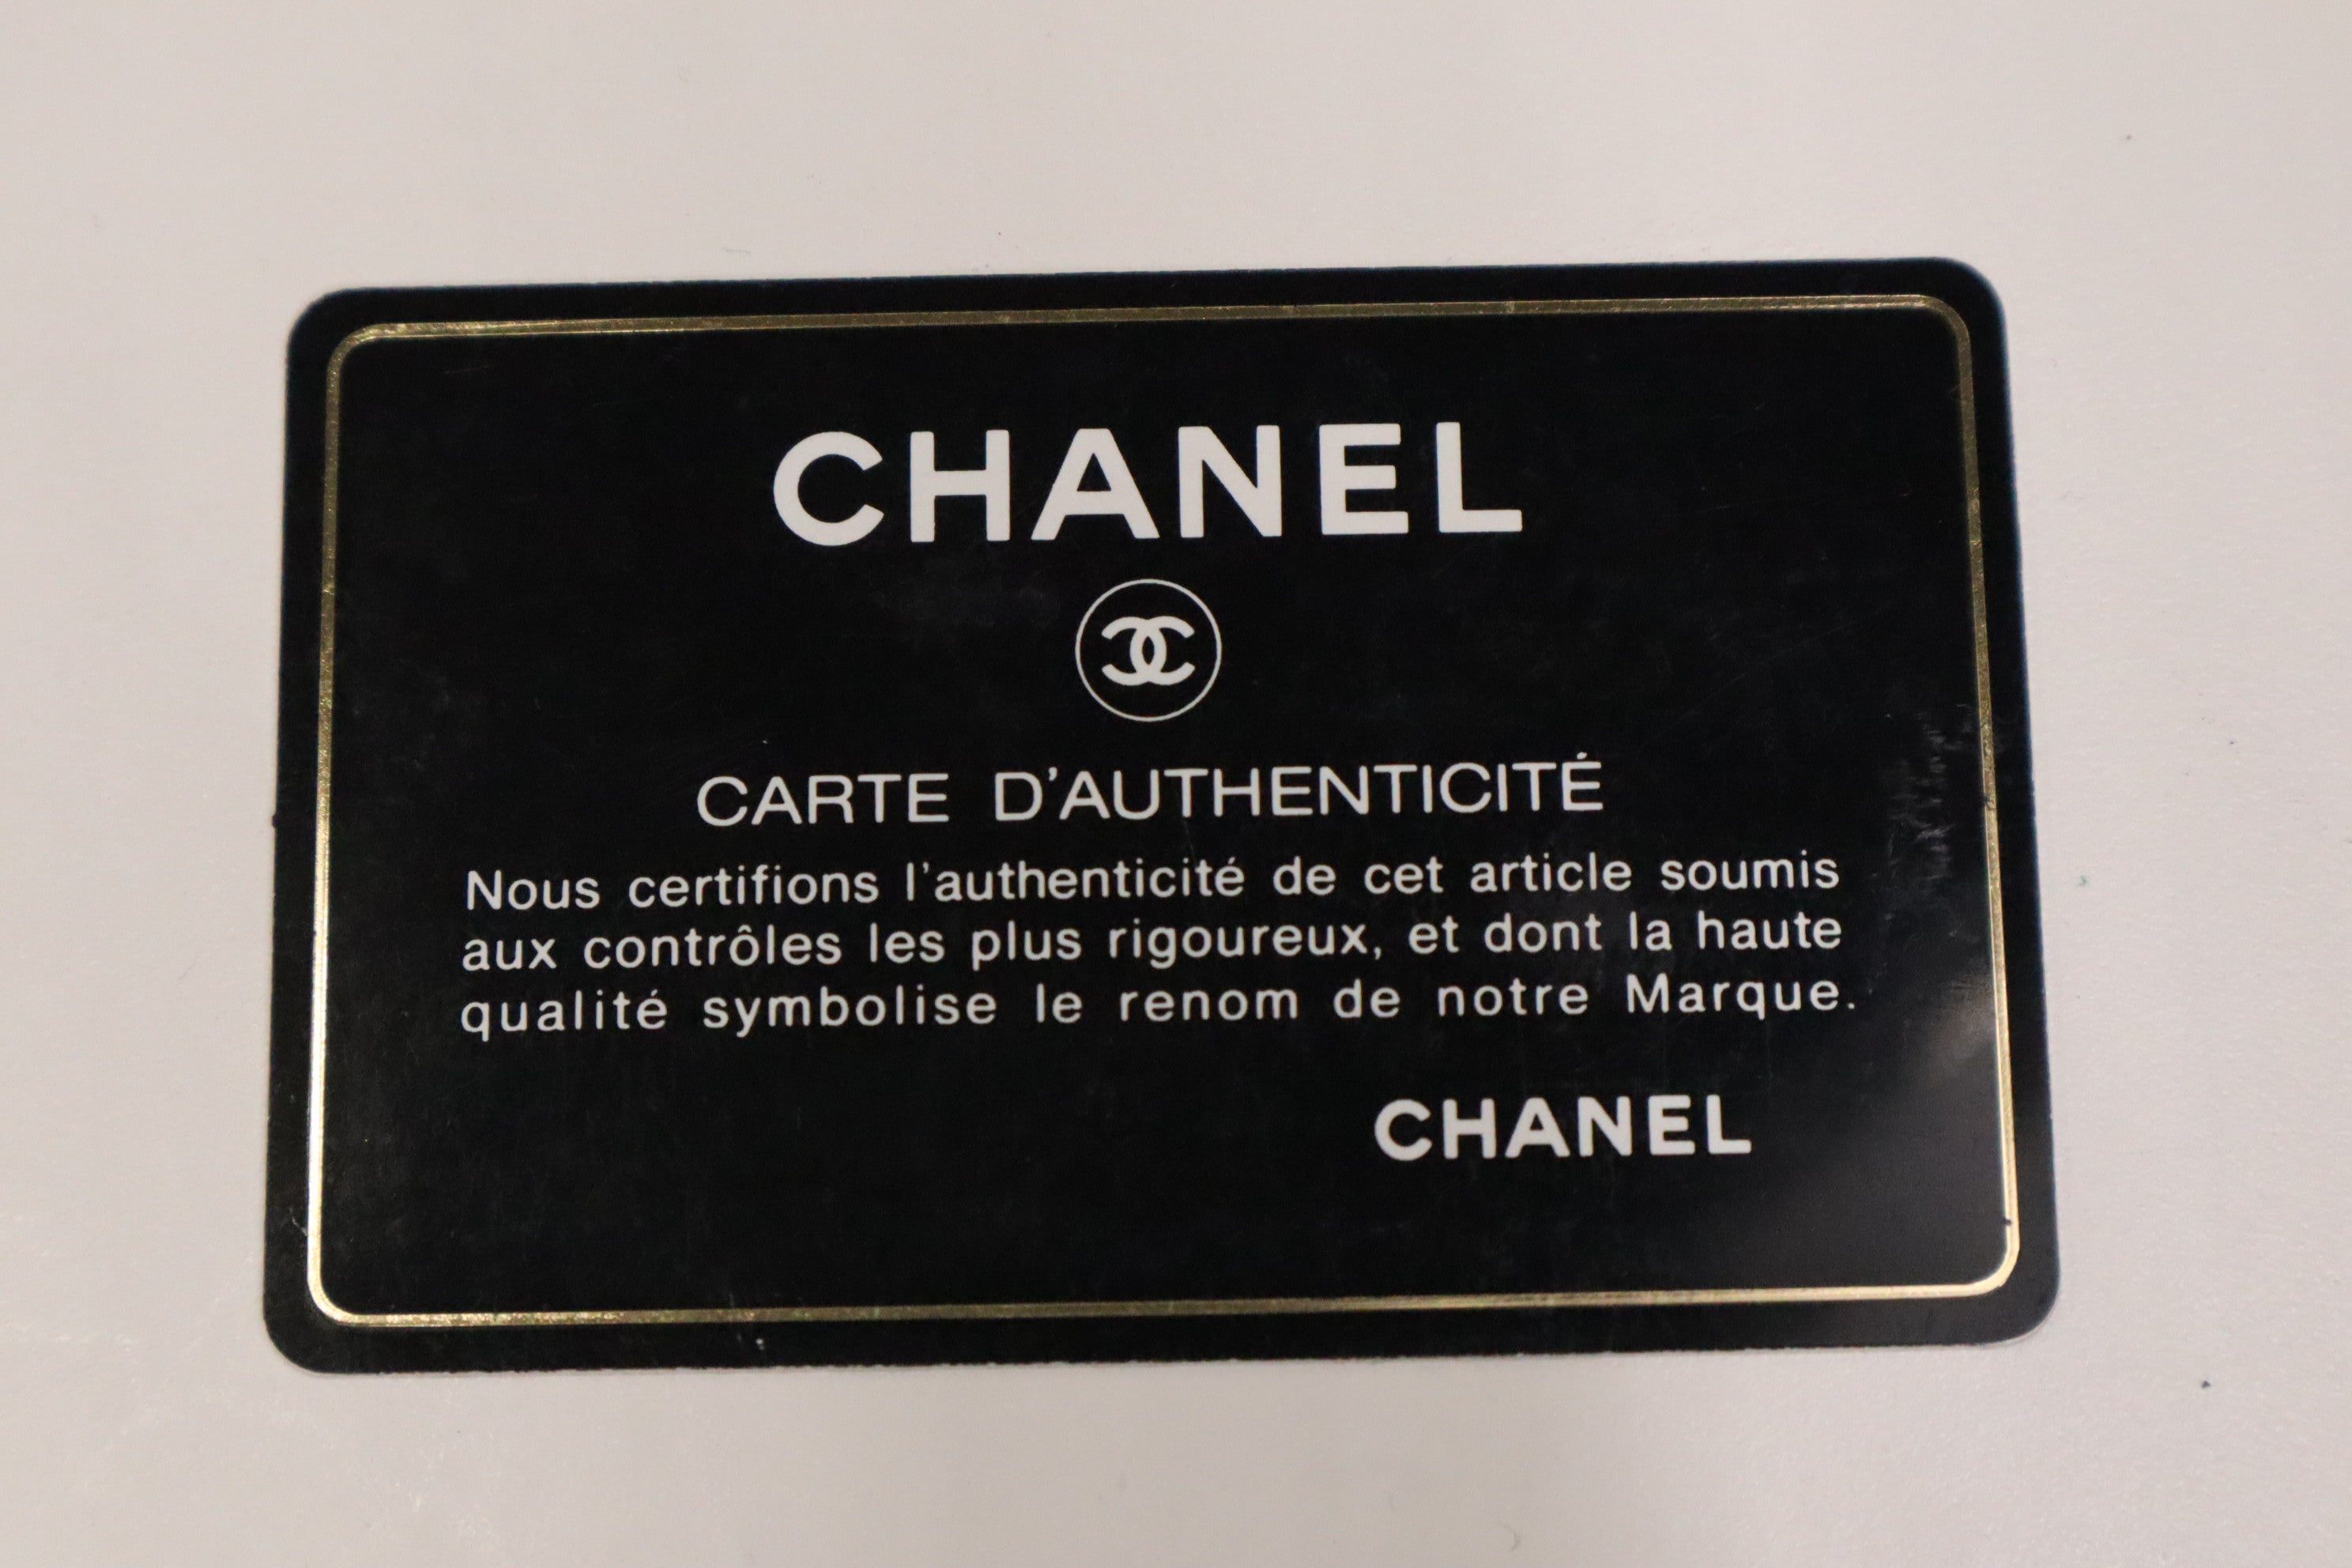 CHANEL
CARTE D'AUTHENTICITÉ
Nous certifions l'authenticité de cet article soumis
aux contrôles les plus rigoureux, et dont la haute
qualité symbolise le renom de notre Marque.
CHANEL